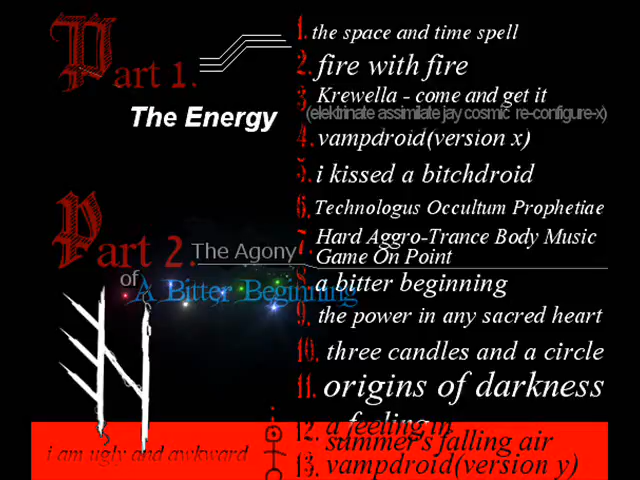 Part 1.
The Energy
1. the space and time spell
2. fire with fire
3. Krewella - come and get it
(elektrinate assimilate jay cosmic re-configure-x)
4. vampdroid(version x)
5. i kissed a bitchdroid
6. Technologus Occultum Prophetiae
7. Hard Aggro-Trance Body Music
Game On Point
Part 2. The Agony
of A Bitter Beginning
8. a bitter beginning
9. the power in any sacred heart
10. three candles and a circle
11. origins of darkness
12. a feeling in
summer's falling air
13. vampdroid(version y)
i am ugly and awkward